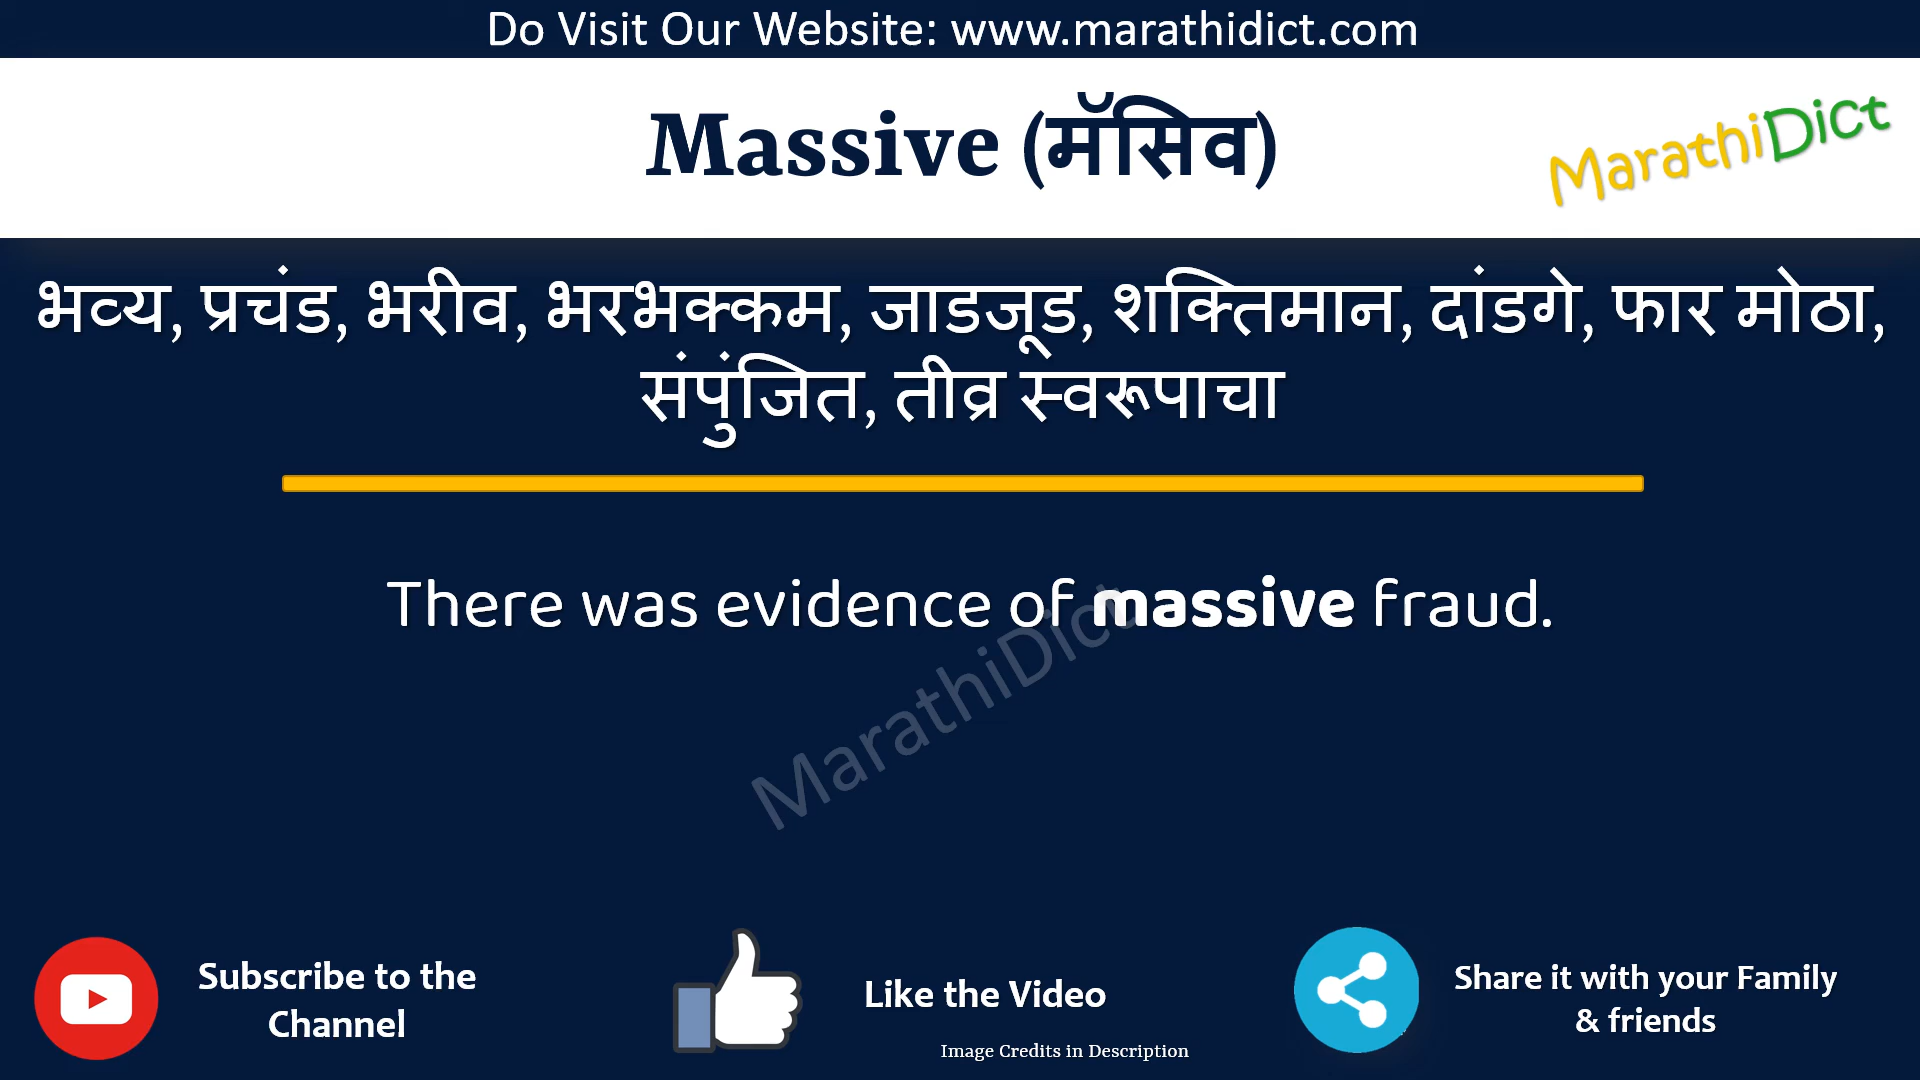 Do Visit Our Website: www.marathidict.com
Massive (मॅसिव)
MarathiDict
भव्य, प्रचंड, भरीव, भरभक्कम, जाडजूड, शक्तिमान, दांडगे, फार मोठा,
संपुंजित, तीव्र स्वरूपाचा
There was evidence of massive fraud.
MarathiDict
Subscribe to the
Channel
Like the Video
Share it with your Family
& friends
Image Credits in Description